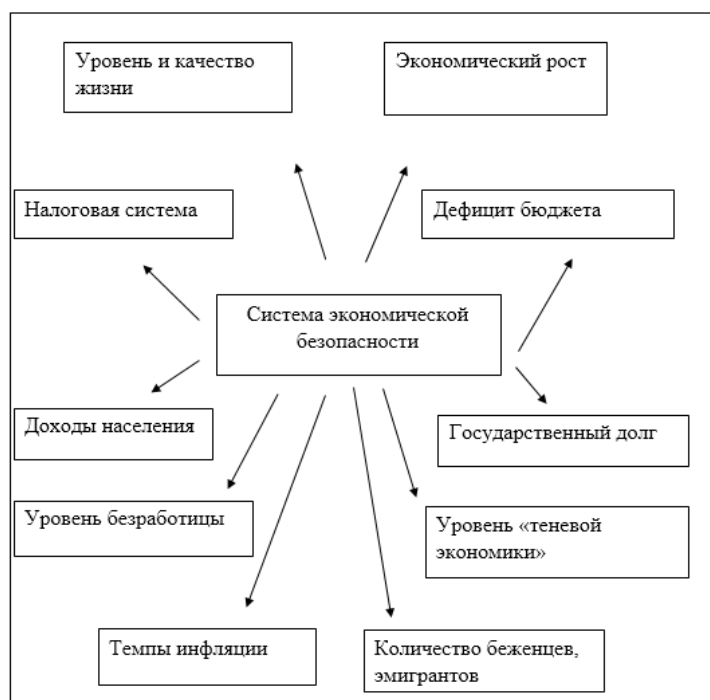 Уровень и качество
жизни
Экономический рост
Налоговая система
Дефицит бюджета
Система экономической
безопасности
Доходы населения
Государственный долг
Уровень безработицы
Уровень «теневой
экономики»
Темпы инфляции
Количество беженцев,
эмигрантов